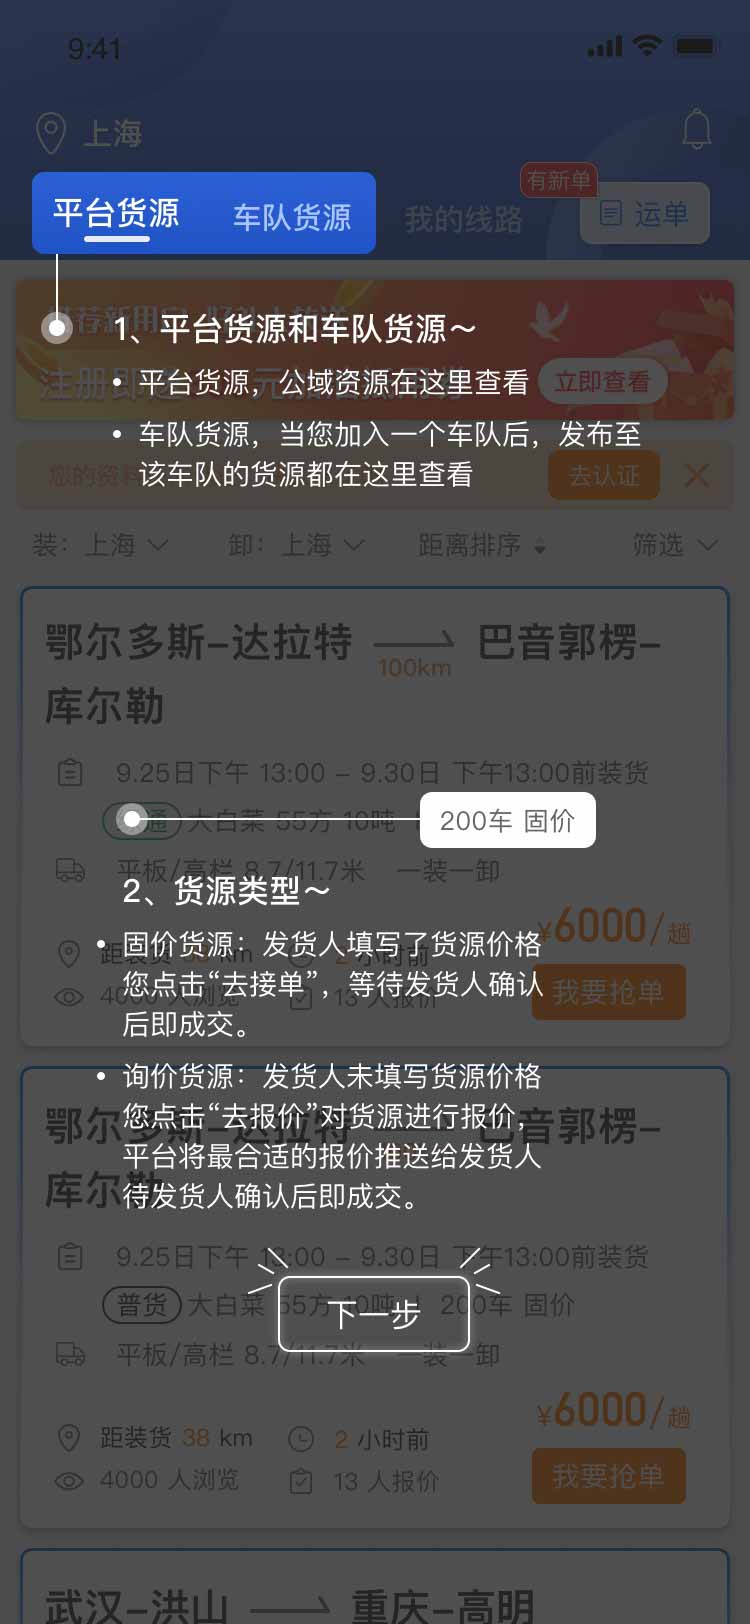 9:41
上海
平台货源
车队货源
我的线路
有新单
运单
1、平台货源和车队货源～
• 平台货源，公域资源在这里查看
立即查看
• 车队货源，当您加入一个车队后，发布至
该车队的货源都在这里查看
您的资料
去认证
装：上海
卸：上海
距离排序
筛选
鄂尔多斯–达拉特
100km
巴音郭楞–
库尔勒
9.25日下午 13:00 – 9.30日 下午13:00前装货
通
大白菜 55方 10吨
200车 固价
平板/高栏 8.7/11.7米 一装一卸
2、货源类型～
¥6000/趟
距装货 38 km
2 小时前
• 固价货源：发货人填写了货源价格
您点击“去接单”，等待发货人确认
后即成交。
4000 人浏览
13 人报价
我要抢单
• 询价货源：发货人未填写货源价格
您点击“去报价”对货源进行报价，
平台将最合适的报价推送给发货人
待发货人确认后即成交。
鄂尔多斯–达拉特
巴音郭楞–
库尔勒
9.25日下午 13:00 – 9.30日 下午13:00前装货
普货
大白菜 55方 10吨 200车 固价
下一步
平板/高栏 8.7/11.7米 一装一卸
¥6000/趟
距装货 38 km
2 小时前
4000 人浏览
13 人报价
我要抢单
武汉–洪山
重庆–高明